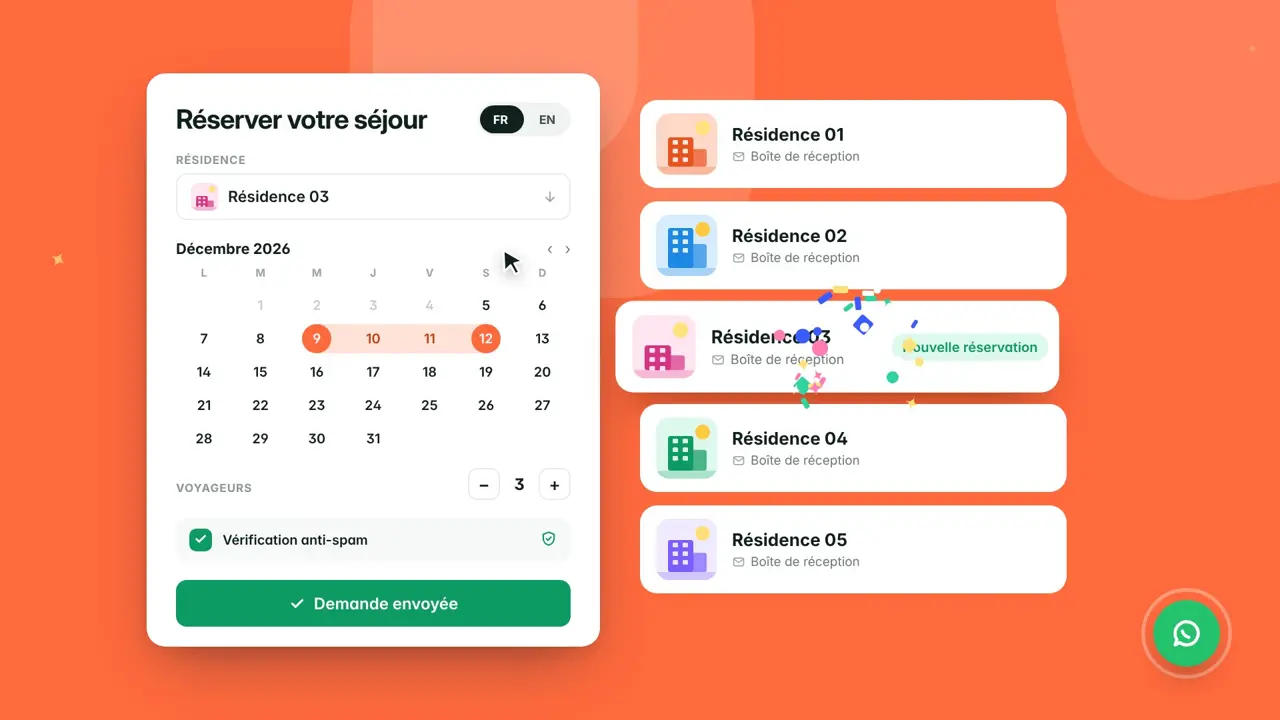 Réserver votre séjour
FR EN
RÉSIDENCE
Résidence 03
Décembre 2026
L M M J V S D
1 2 3 4 5 6
7 8 9 10 11 12 13
14 15 16 17 18 19 20
21 22 23 24 25 26 27
28 29 30 31
VOYAGEURS
3
Vérification anti-spam
Demande envoyée
Résidence 01
Boîte de réception
Résidence 02
Boîte de réception
Résidence 03
Boîte de réception
Nouvelle réservation
Résidence 04
Boîte de réception
Résidence 05
Boîte de réception